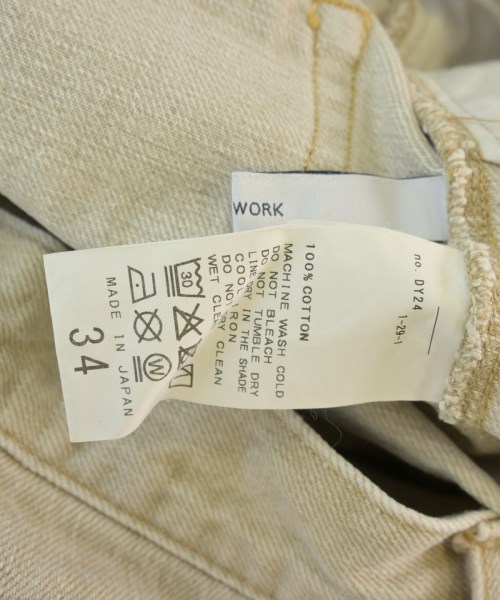 WORK
no. DY24
1-29-1
100% COTTON
MACHINE WASH COLD
DO NOT BLEACH
DO NOT TUMBLE DRY
LINE DRY IN THE SHADE
COOL IRON
DO NOT DRY CLEAN
WET CLEAN
30
W
MADE IN JAPAN
34